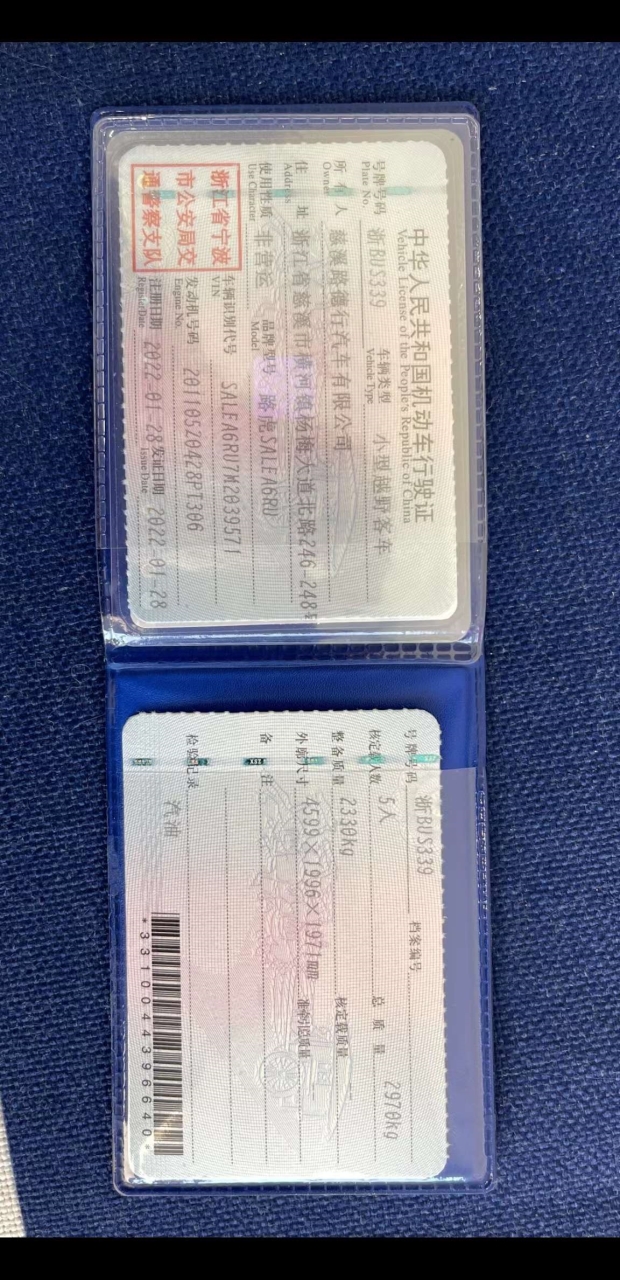 中华人民共和国机动车行驶证
Vehicle License of the People's Republic of China
号牌号码 浙BUS339 车辆类型 小型越野客车
Plate No. Vehicle Type
所有人 慈溪路德行汽车有限公司
Owner
住址 浙江省慈溪市横河镇杨梅大道北路246-248号
Address
使用性质 非营运 品牌型号 路虎SALEA6RU
Use Character Model
浙江省宁波市公安局交通警察支队
车辆识别代号 SALEA6RU7M2039571
VIN
发动机号码 20110520428PT306
Engine No.
注册日期 2022-01-28 发证日期 2022-01-28
Register Date Issue Date
号牌号码 浙BUS339 档案编号
核定载人数 5人 总质量 2970kg
整备质量 2330kg 核定载质量 --
外廓尺寸 4599×1996×1971mm 准牵引总质量
备注
检验记录
汽油
*3310044396640*